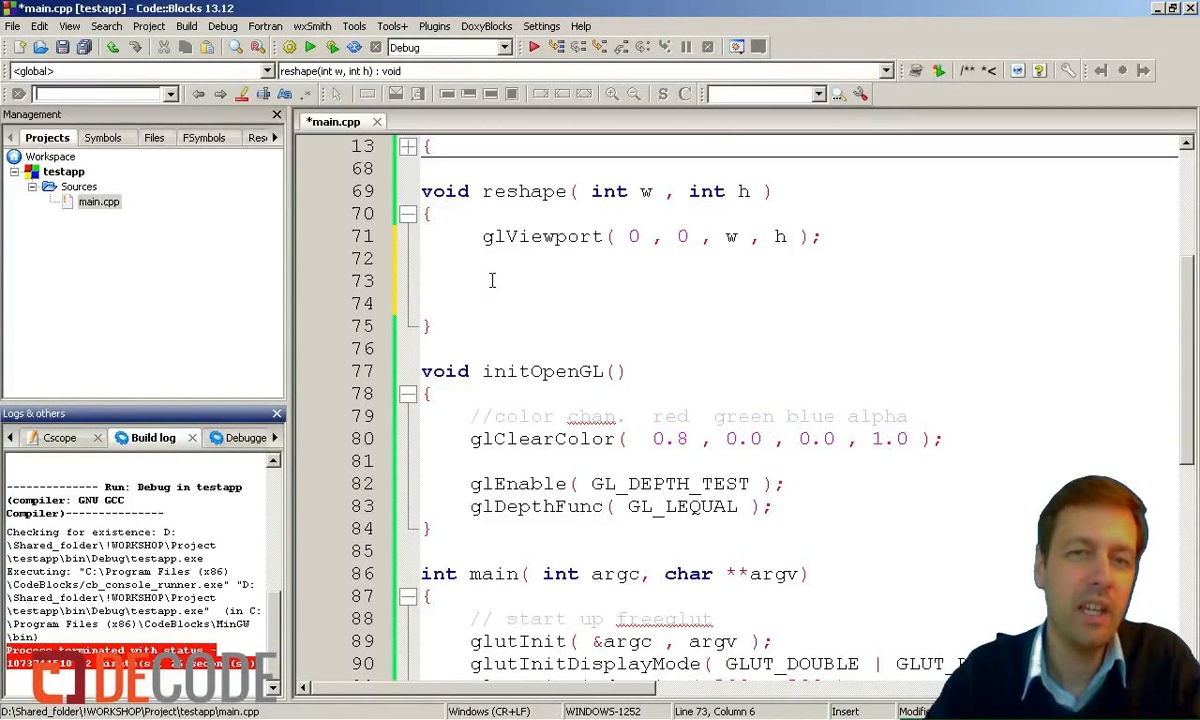 *main.cpp [testapp] - Code::Blocks 13.12
File Edit View Search Project Build Debug Fortran wxSmith Tools Tools+ Plugins DoxyBlocks Settings Help
Debug
<global>
reshape(int w, int h) : void
/** *<
Management
Projects Symbols Files FSymbols
Workspace
testapp
Sources
main.cpp
*main.cpp
13 {
68
69 void reshape( int w , int h )
70 {
71 glViewport( 0 , 0 , w , h );
72
73
74
75 }
76
77 void initOpenGL()
78 {
79 //color chan. red green blue alpha
80 glClearColor( 0.8 , 0.0 , 0.0 , 1.0 );
81
82 glEnable( GL_DEPTH_TEST );
83 glDepthFunc( GL_LEQUAL );
84 }
85
86 int main( int argc, char **argv)
87 {
88 // start up freeglut
89 glutInit( &argc , argv );
90 glutInitDisplayMode( GLUT_DOUBLE |
Logs & others
Cscope Build log Debugge
-------------- Run: Debug in testapp
(compiler: GNU GCC
Compiler)---------------
Checking for existence: D:
\Shared_folder\!WORKSHOP\Project
\testapp\bin\Debug\testapp.exe
Executing: "C:\Program Files (x86)
\CodeBlocks/cb_console_runner.exe" "D:
\Shared_folder\!WORKSHOP\Project
\testapp\bin\Debug\testapp.exe" (in C:
\Program Files (x86)\CodeBlocks\MinGW
\bin)
Process terminated with status -
DECODE
D:\Shared_folder\!WORKSHOP\Project\testapp\main.cpp
Windows (CR+LF)
WINDOWS-1252
Line 73, Column 6
Insert